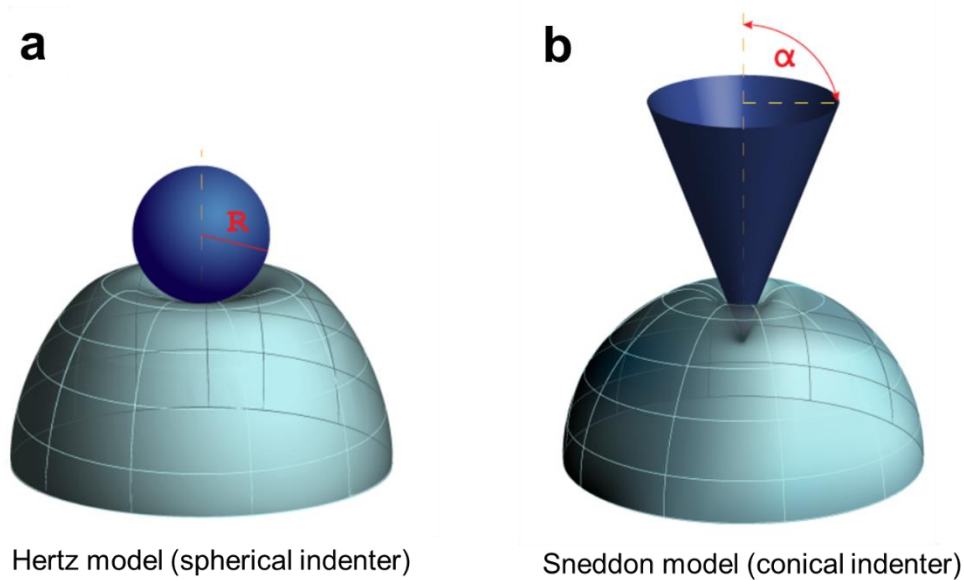 a
b
α
R
Hertz model (spherical indenter)
Sneddon model (conical indenter)